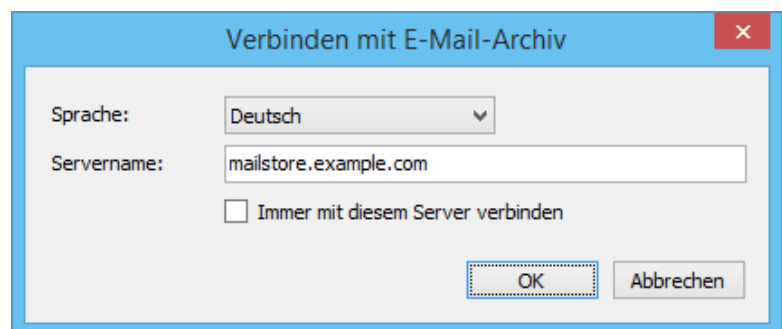 Verbinden mit E-Mail-Archiv
Sprache: Deutsch
Servername: mailstore.example.com
Immer mit diesem Server verbinden
OK Abbrechen